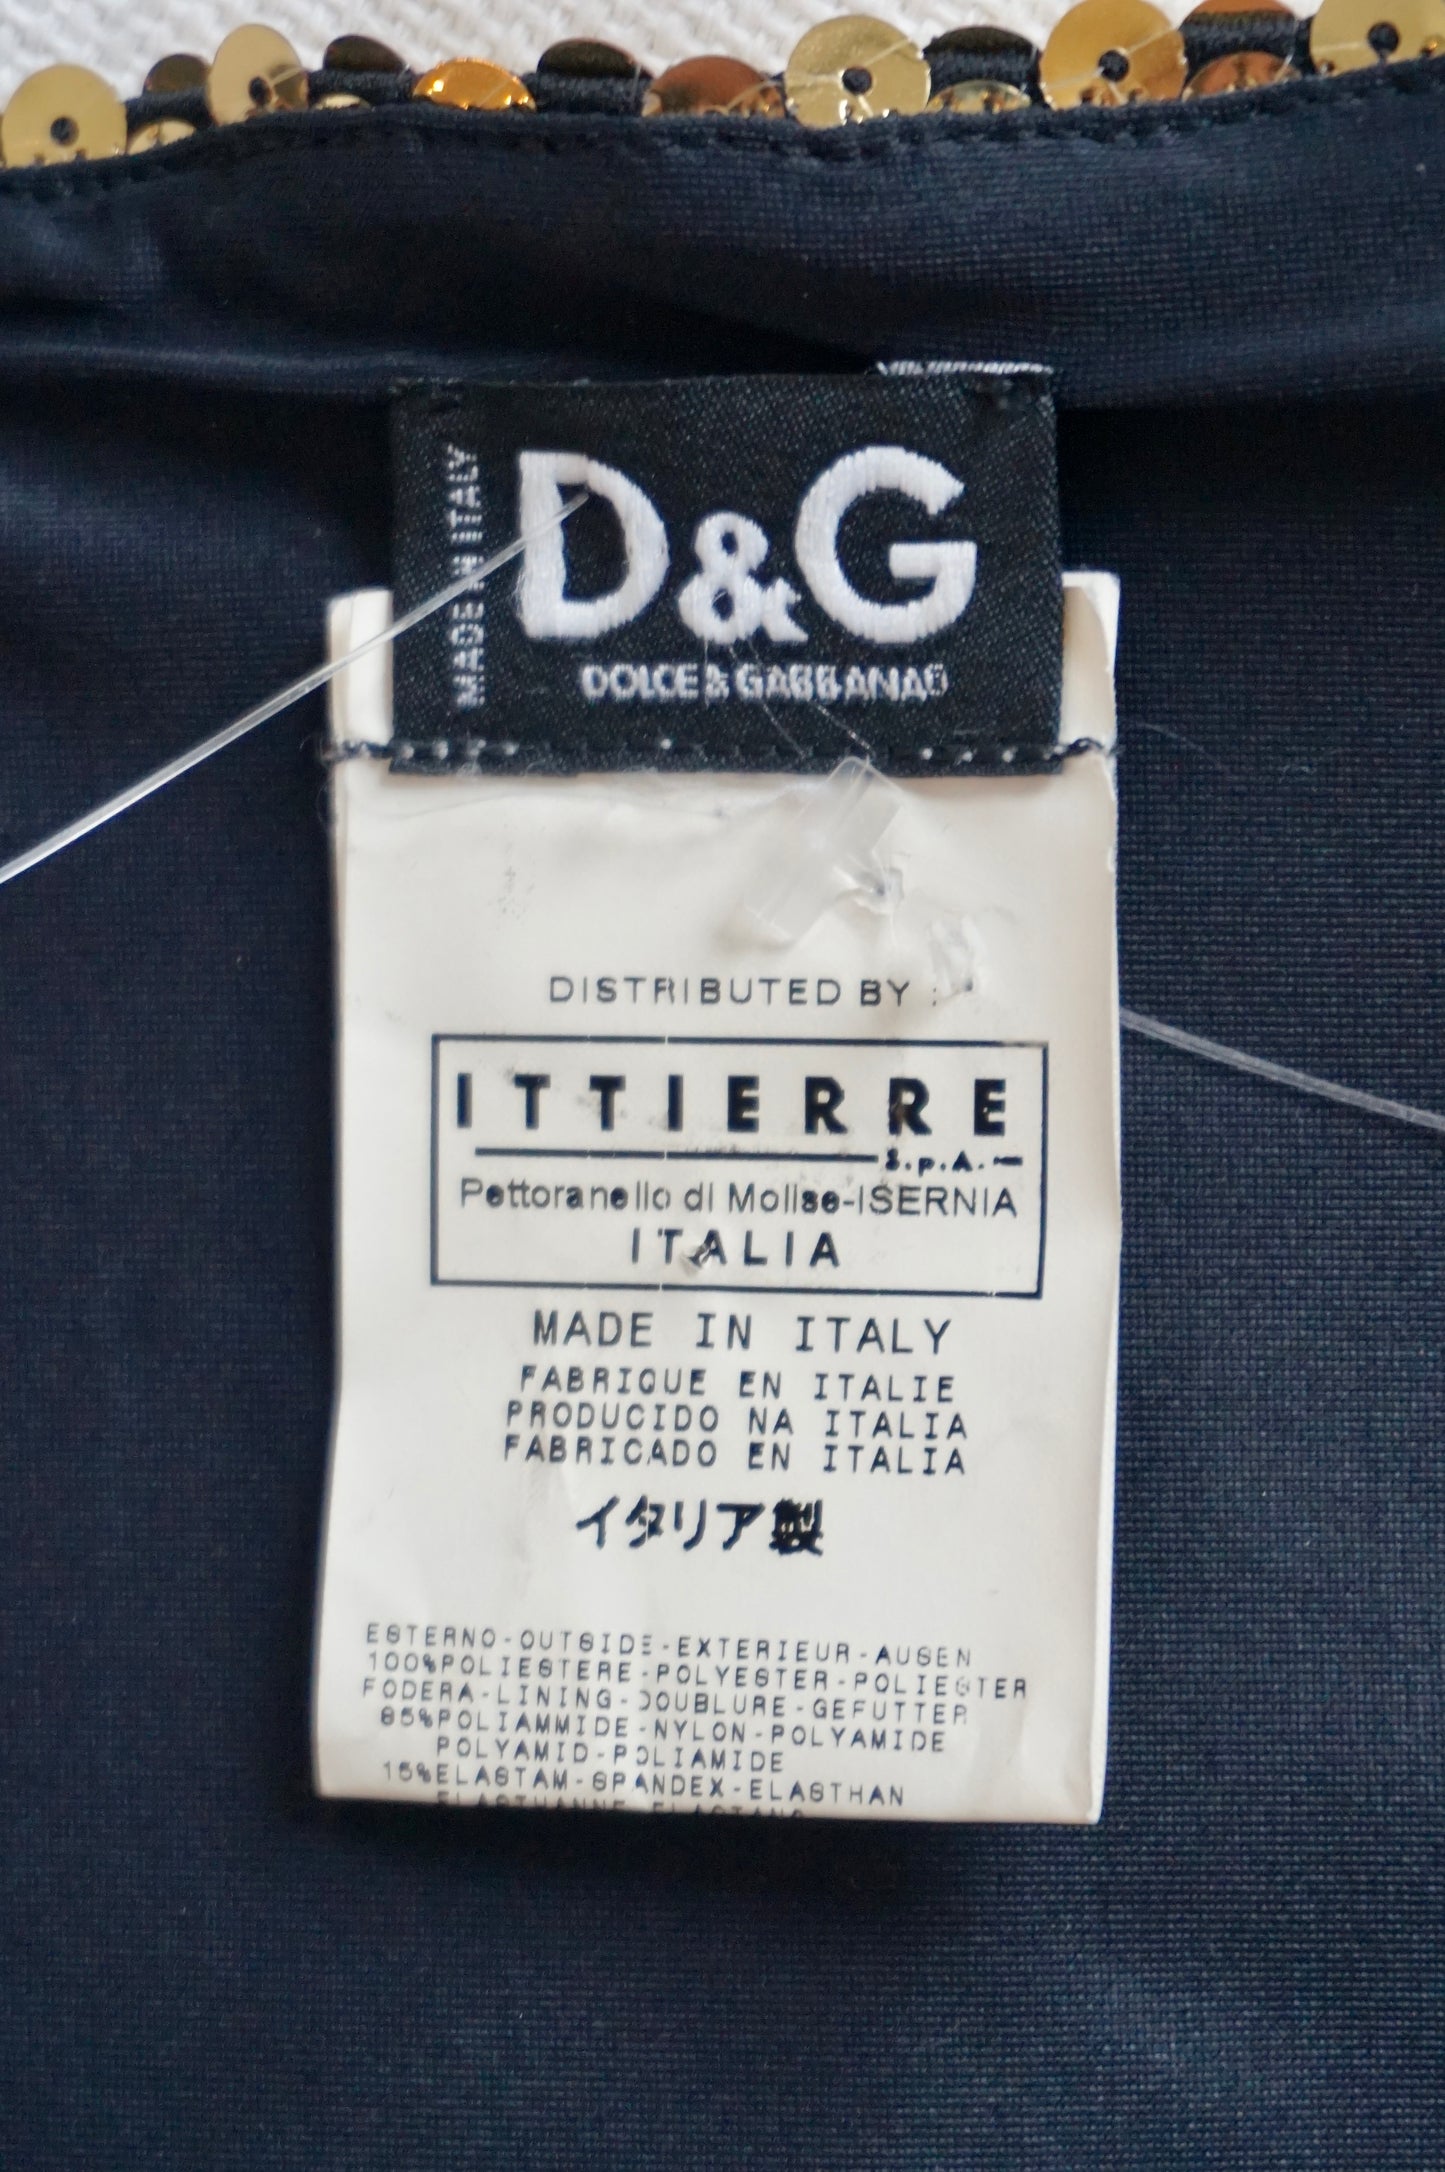 MADE IN ITALY
D&G
DOLCE & GABBANA
DISTRIBUTED BY :
ITTIERRE
S.p.A.
Pettoranello di Molise-ISERNIA
ITALIA
MADE IN ITALY
FABRIQUE EN ITALIE
PRODUCIDO NA ITALIA
FABRICADO EN ITALIA
イタリア製
ESTERNO-OUTSIDE-EXTERIEUR-AUSEN
100%POLIESTERE-POLYESTER-POLIESTER
FODERA-LINING-DOUBLURE-GEFUTTER
85%POLIAMMIDE-NYLON-POLYAMIDE
POLYAMID-POLIAMIDE
15%ELASTAM-SPANDEX-ELASTHAN
ELASTHANNE-ELASTANO